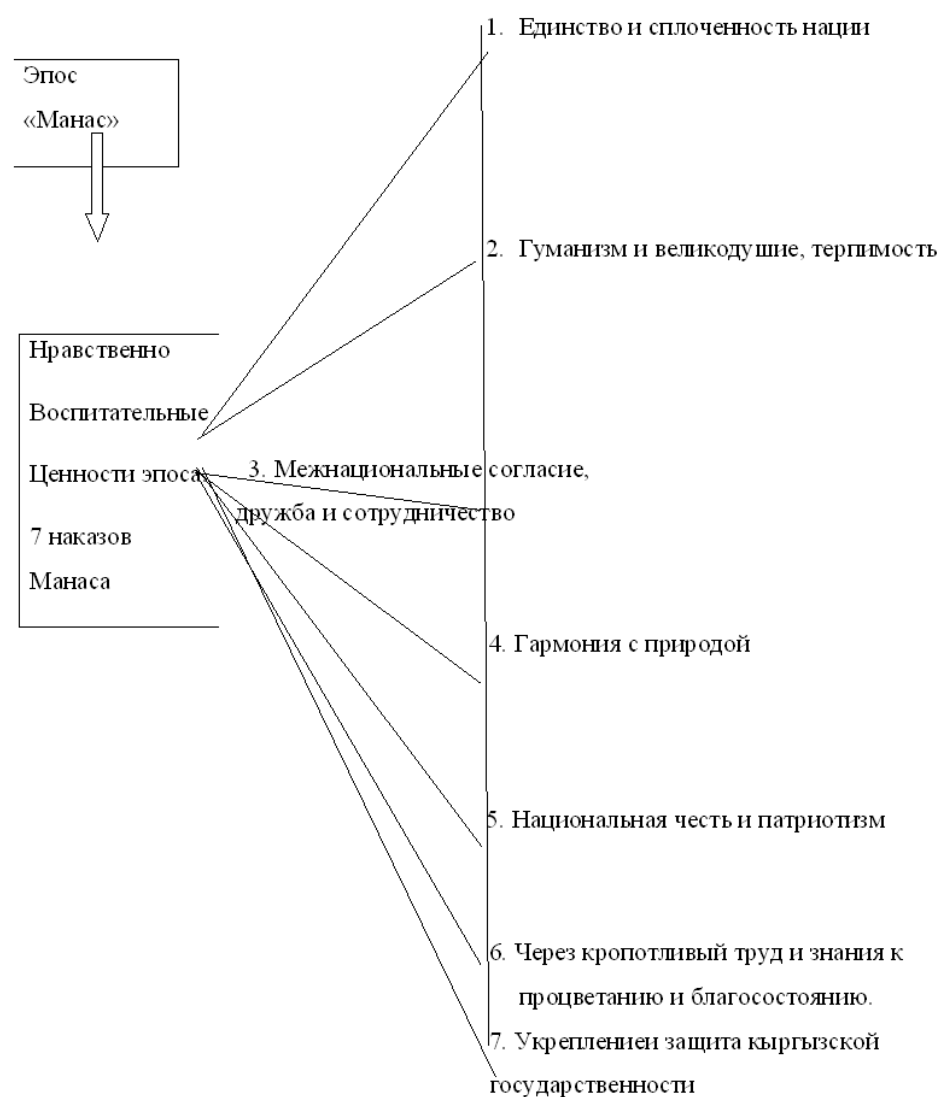 Эпос
«Манас»
Нравственно
Воспитательные
Ценности эпоса
7 наказов
Манаса
1. Единство и сплоченность нации
2. Гуманизм и великодушие, терпимость
3. Межнациональные согласие,
дружба и сотрудничество
4. Гармония с природой
5. Национальная честь и патриотизм
6. Через кропотливый труд и знания к
процветанию и благосостоянию.
7. Укреплениеи защита кыргызской
государственности